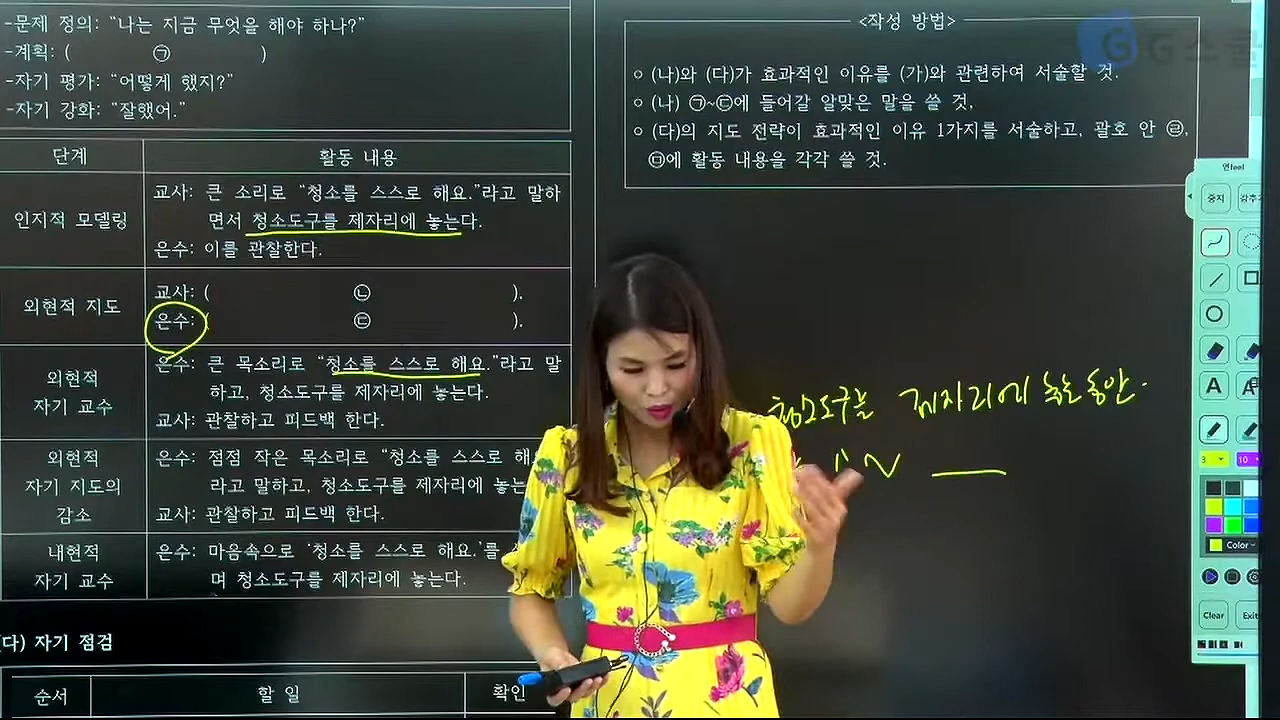 -문제 정의: “나는 지금 무엇을 해야 하나?”
-계획: ( ㉠ )
-자기 평가: “어떻게 했지?”
-자기 강화: “잘했어.”
단계 활동 내용
인지적 모델링
교사: 큰 소리로 “청소를 스스로 해요.”라고 말하
면서 청소도구를 제자리에 놓는다.
은수: 이를 관찰한다.
외현적 지도
교사: ( ㉡ ).
은수: ( ㉢ ).
외현적
자기 교수
은수: 큰 목소리로 “청소를 스스로 해요.”라고 말
하고, 청소도구를 제자리에 놓는다.
교사: 관찰하고 피드백 한다.
외현적
자기 지도의
감소
은수: 점점 작은 목소리로 “청소를 스스로 해
라고 말하고, 청소도구를 제자리에 놓는
교사: 관찰하고 피드백 한다.
내현적
자기 교수
은수: 마음속으로 ‘청소를 스스로 해요.’를
며 청소도구를 제자리에 놓는다.
(다) 자기 점검
순서 할 일 확인
<작성 방법>
○ (나)와 (다)가 효과적인 이유를 (가)와 관련하여 서술할 것.
○ (나) ㉠~㉢에 들어갈 알맞은 말을 쓸 것.
○ (다)의 지도 전략이 효과적인 이유 1가지를 서술하고, 괄호 안 ㉣,
㉤에 활동 내용을 각각 쓸 것.
청소도구를 제자리에 놓는 동안.
G스쿨
중지
A
3
10
Color
Clear Exit